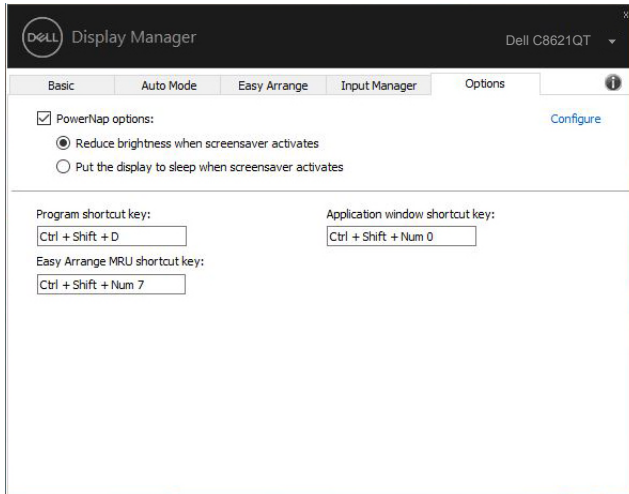 DELL Display Manager
Dell C8621QT
Basic Auto Mode Easy Arrange Input Manager Options
PowerNap options: Configure
Reduce brightness when screensaver activates
Put the display to sleep when screensaver activates
Program shortcut key: Application window shortcut key:
Ctrl + Shift + D Ctrl + Shift + Num 0
Easy Arrange MRU shortcut key:
Ctrl + Shift + Num 7